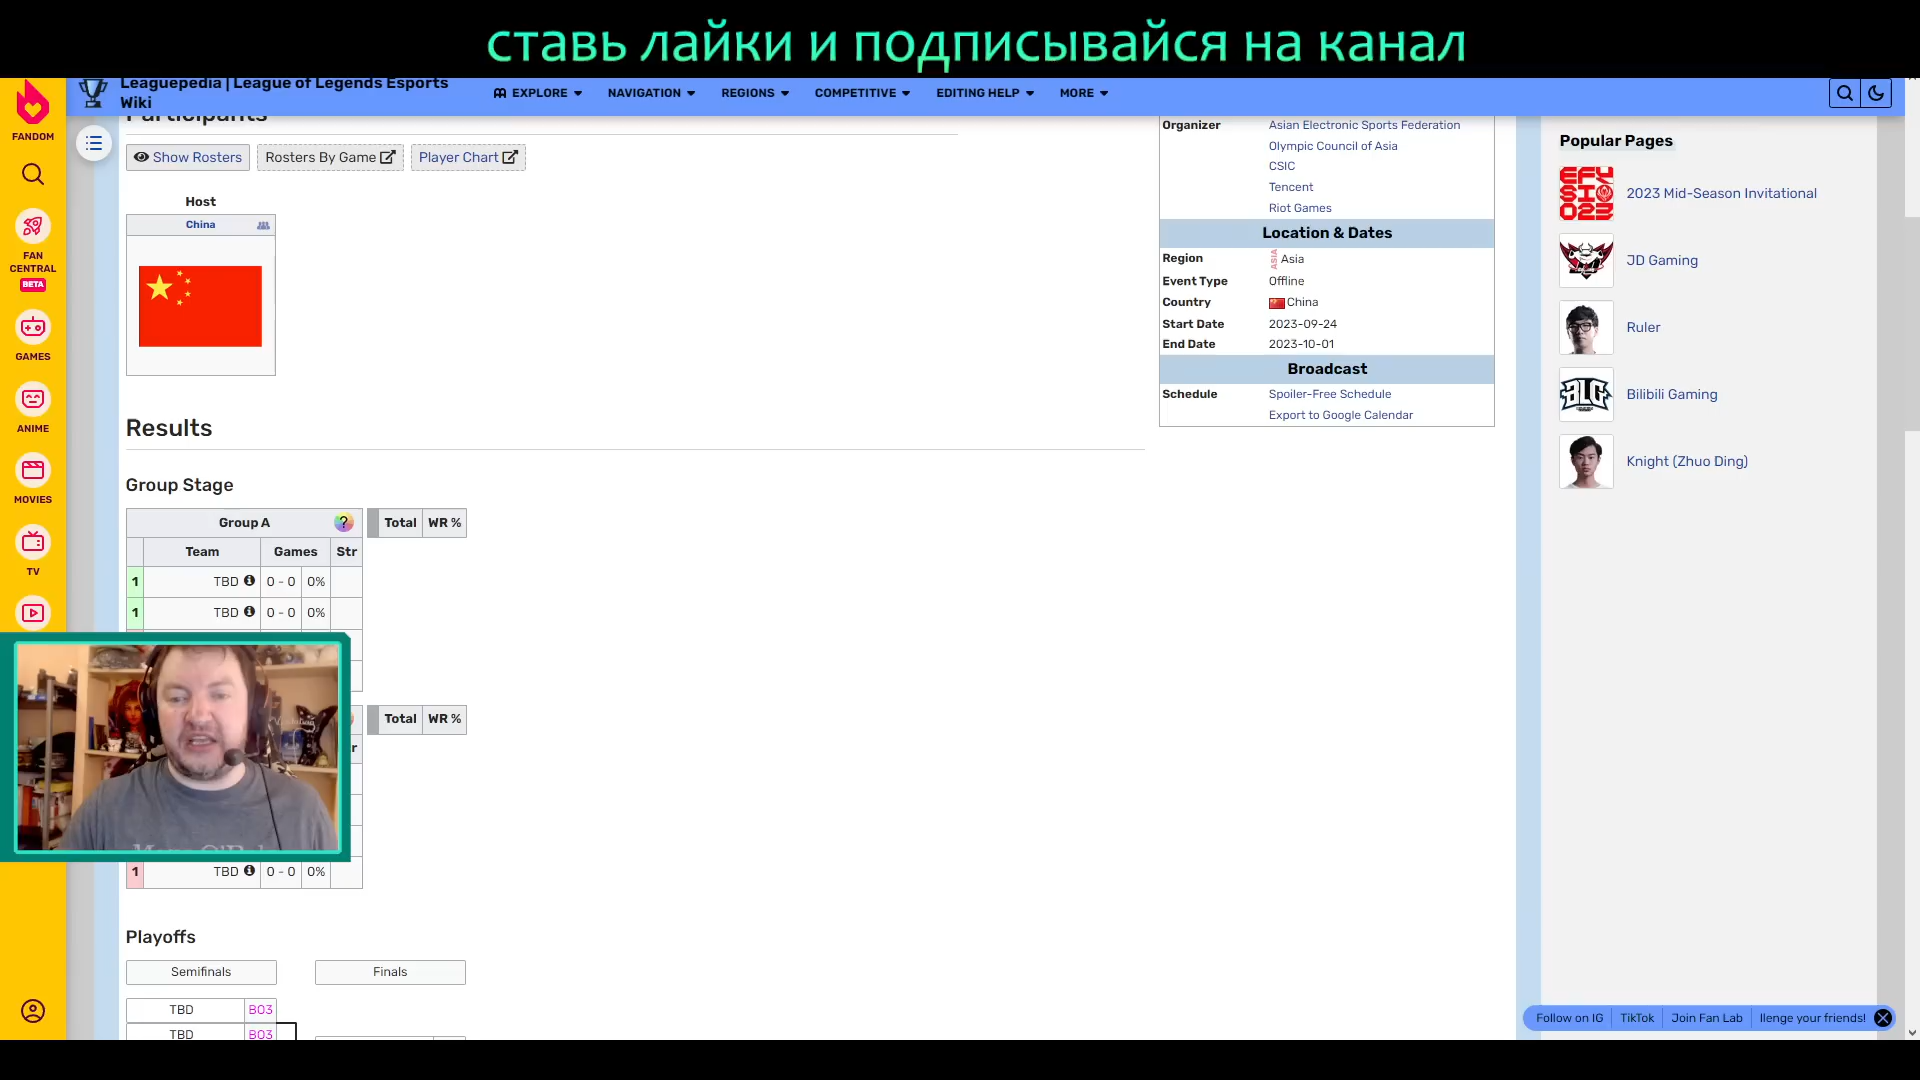 ставь лайки и подписывайся на канал
Leaguepedia | League of Legends Esports
Wiki
EXPLORE
NAVIGATION
REGIONS
COMPETITIVE
EDITING HELP
MORE
FANDOM
FAN
CENTRAL
BETA
GAMES
ANIME
MOVIES
TV
Participants
Show Rosters
Rosters By Game
Player Chart
Host
China
Results
Group Stage
Group A ?
Total WR %
Team Games Str
1 TBD 0 - 0 0%
1 TBD 0 - 0 0%
Total WR %
r
1 TBD 0 - 0 0%
Playoffs
Semifinals
Finals
TBD BO3
TBD BO3
Organizer Asian Electronic Sports Federation
Olympic Council of Asia
CSIC
Tencent
Riot Games
Location & Dates
Region ASIA Asia
Event Type Offline
Country China
Start Date 2023-09-24
End Date 2023-10-01
Broadcast
Schedule Spoiler-Free Schedule
Export to Google Calendar
Popular Pages
2023 Mid-Season Invitational
JD Gaming
Ruler
BLG
Bilibili Gaming
Knight (Zhuo Ding)
Follow on IG
TikTok
Join Fan Lab
llenge your friends!